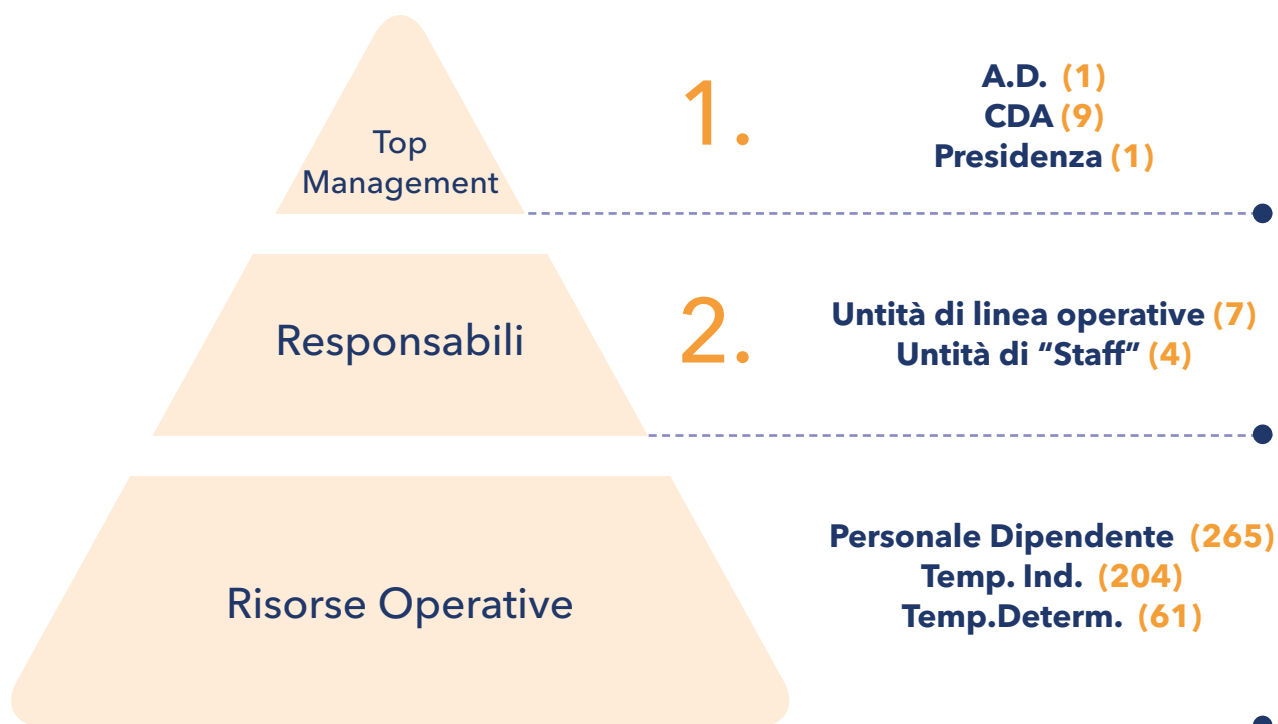 Top
Management
1.
A.D. (1)
CDA (9)
Presidenza (1)
Responsabili
2.
Untità di linea operative (7)
Untità di “Staff” (4)
Risorse Operative
Personale Dipendente (265)
Temp. Ind. (204)
Temp.Determ. (61)